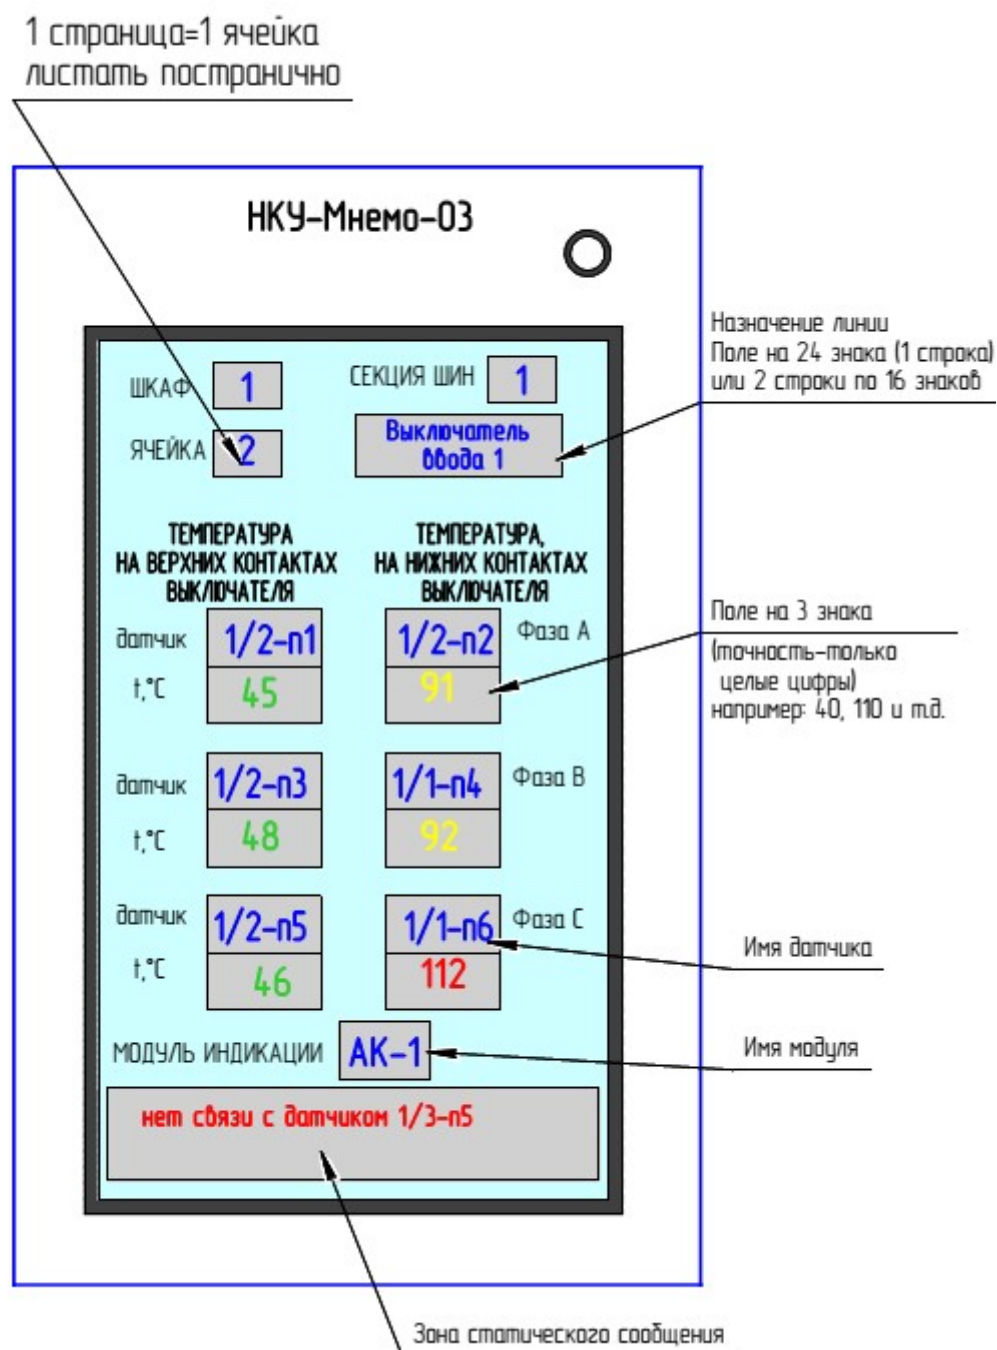 1 страница=1 ячейка
листать постранично
НКУ-Мнемо-03
ШКАФ 1 СЕКЦИЯ ШИН 1
ЯЧЕЙКА 2
Выключатель
ввода 1
Назначение линии
Поле на 24 знака (1 строка)
или 2 строки по 16 знаков
ТЕМПЕРАТУРА
НА ВЕРХНИХ КОНТАКТАХ
ВЫКЛЮЧАТЕЛЯ
ТЕМПЕРАТУРА,
НА НИЖНИХ КОНТАКТАХ
ВЫКЛЮЧАТЕЛЯ
датчик 1/2-п1 1/2-п2 Фаза А
t,°C 45 91
Поле на 3 знака
(точность-только
целые цифры)
например: 40, 110 и т.д.
датчик 1/2-п3 1/1-п4 Фаза В
t,°C 48 92
датчик 1/2-п5 1/1-п6 Фаза С
t,°C 46 112
Имя датчика
МОДУЛЬ ИНДИКАЦИИ АК-1
Имя модуля
нет связи с датчиком 1/3-п5
Зона статического сообщения